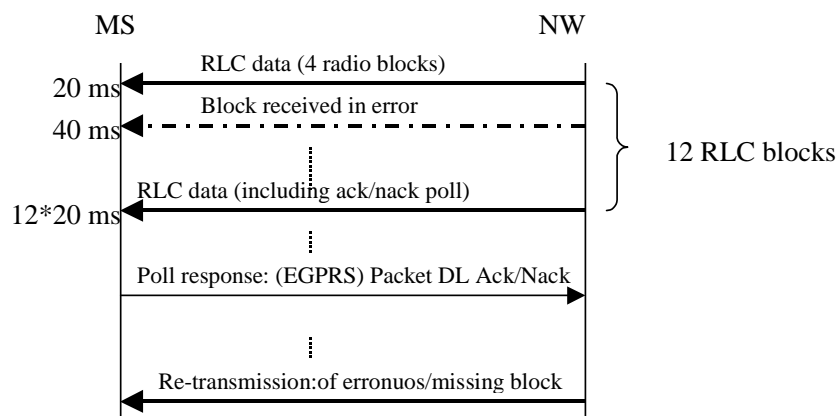 MS NW
RLC data (4 radio blocks)
20 ms
Block received in error
40 ms
12 RLC blocks
RLC data (including ack/nack poll)
12*20 ms
Poll response: (EGPRS) Packet DL Ack/Nack
Re-transmission:of erronuos/missing block